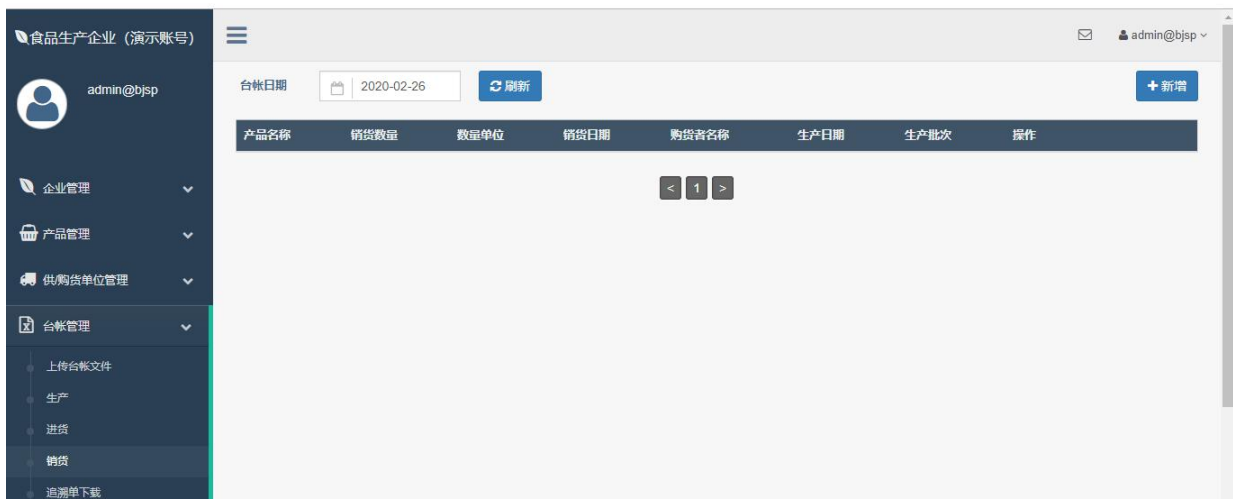 食品生产企业（演示账号）
admin@bjsp
admin@bjsp
台帐日期
2020-02-26
刷新
新增
产品名称 销货数量 数量单位 销货日期 购货者名称 生产日期 生产批次 操作
< 1 >
企业管理
产品管理
供/购货单位管理
台帐管理
上传台帐文件
生产
进货
销货
追溯单下载